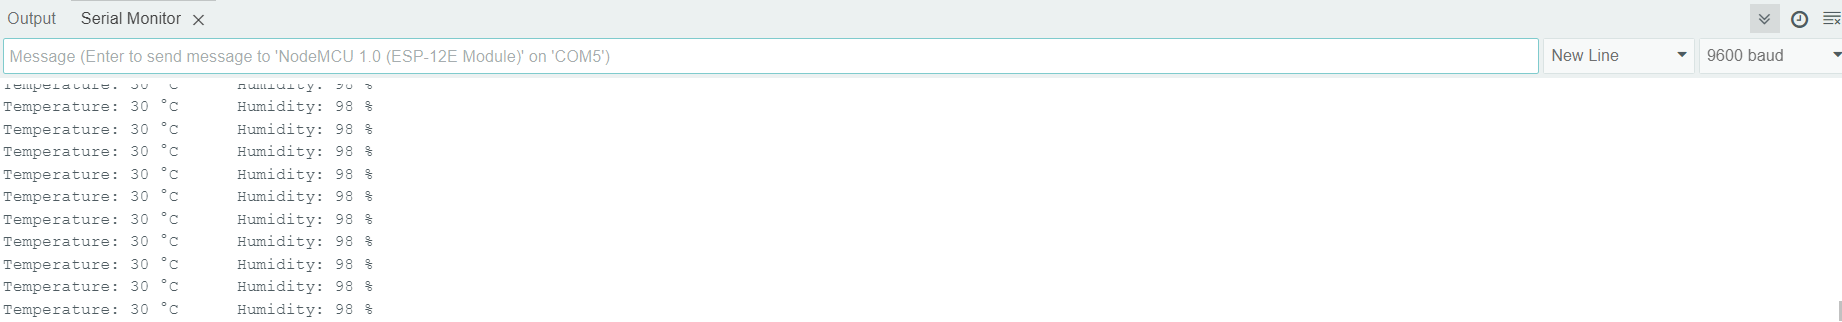 Output Serial Monitor
Message (Enter to send message to 'NodeMCU 1.0 (ESP-12E Module)' on 'COM5') New Line 9600 baud
Temperature: 30 °C Humidity: 98 %
Temperature: 30 °C Humidity: 98 %
Temperature: 30 °C Humidity: 98 %
Temperature: 30 °C Humidity: 98 %
Temperature: 30 °C Humidity: 98 %
Temperature: 30 °C Humidity: 98 %
Temperature: 30 °C Humidity: 98 %
Temperature: 30 °C Humidity: 98 %
Temperature: 30 °C Humidity: 98 %
Temperature: 30 °C Humidity: 98 %
Temperature: 30 °C Humidity: 98 %